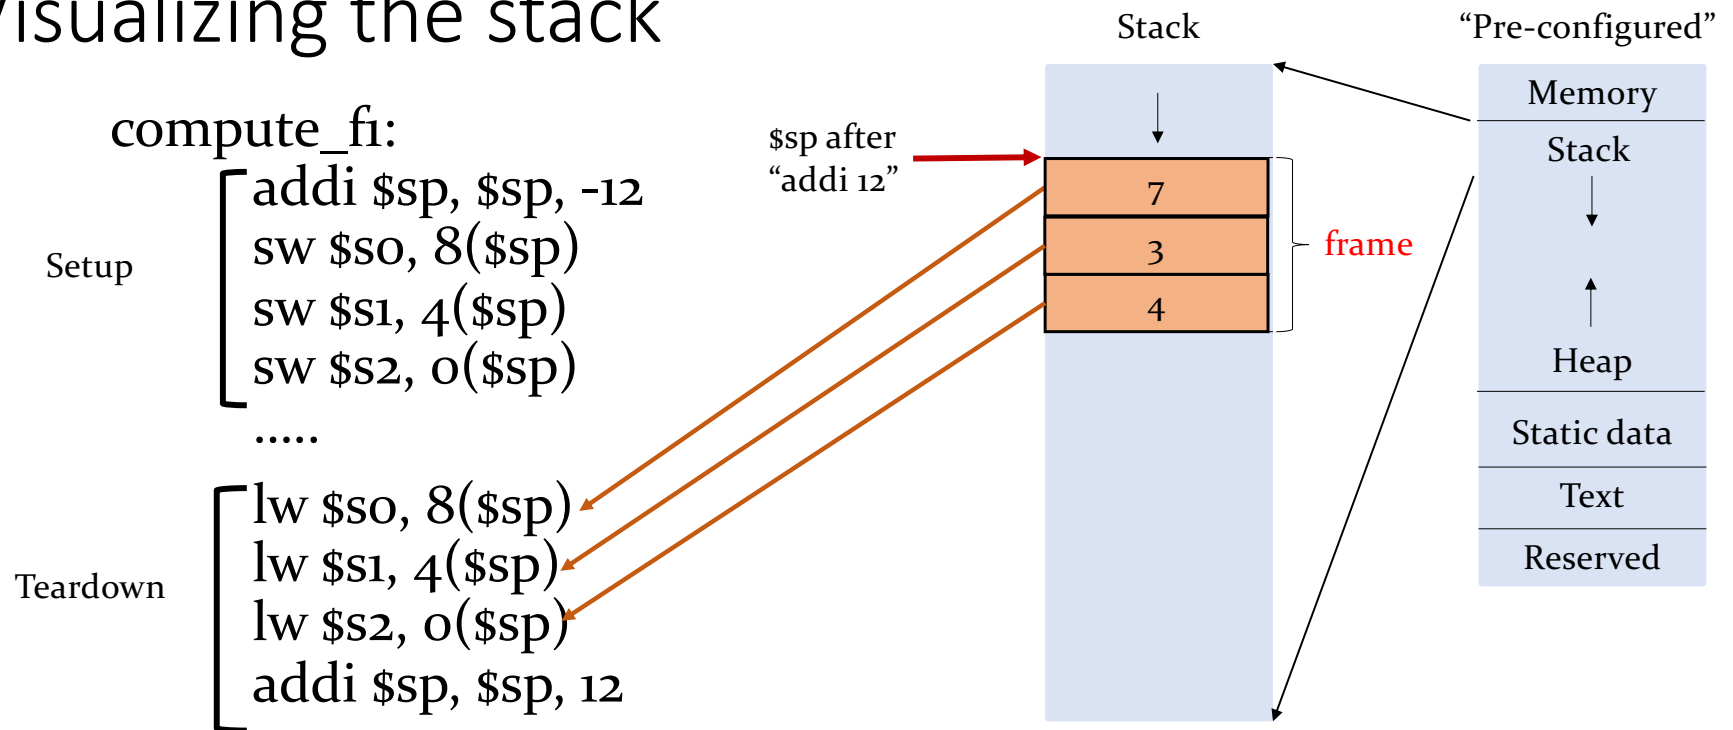 Visualizing the stack
compute_f1:
Setup
addi $sp, $sp, -12
sw $s0, 8($sp)
sw $s1, 4($sp)
sw $s2, 0($sp)
.....
Teardown
lw $s0, 8($sp)
lw $s1, 4($sp)
lw $s2, 0($sp)
addi $sp, $sp, 12
Stack
$sp after
“addi 12”
7
3
4
frame
“Pre-configured”
Memory
Stack
Heap
Static data
Text
Reserved